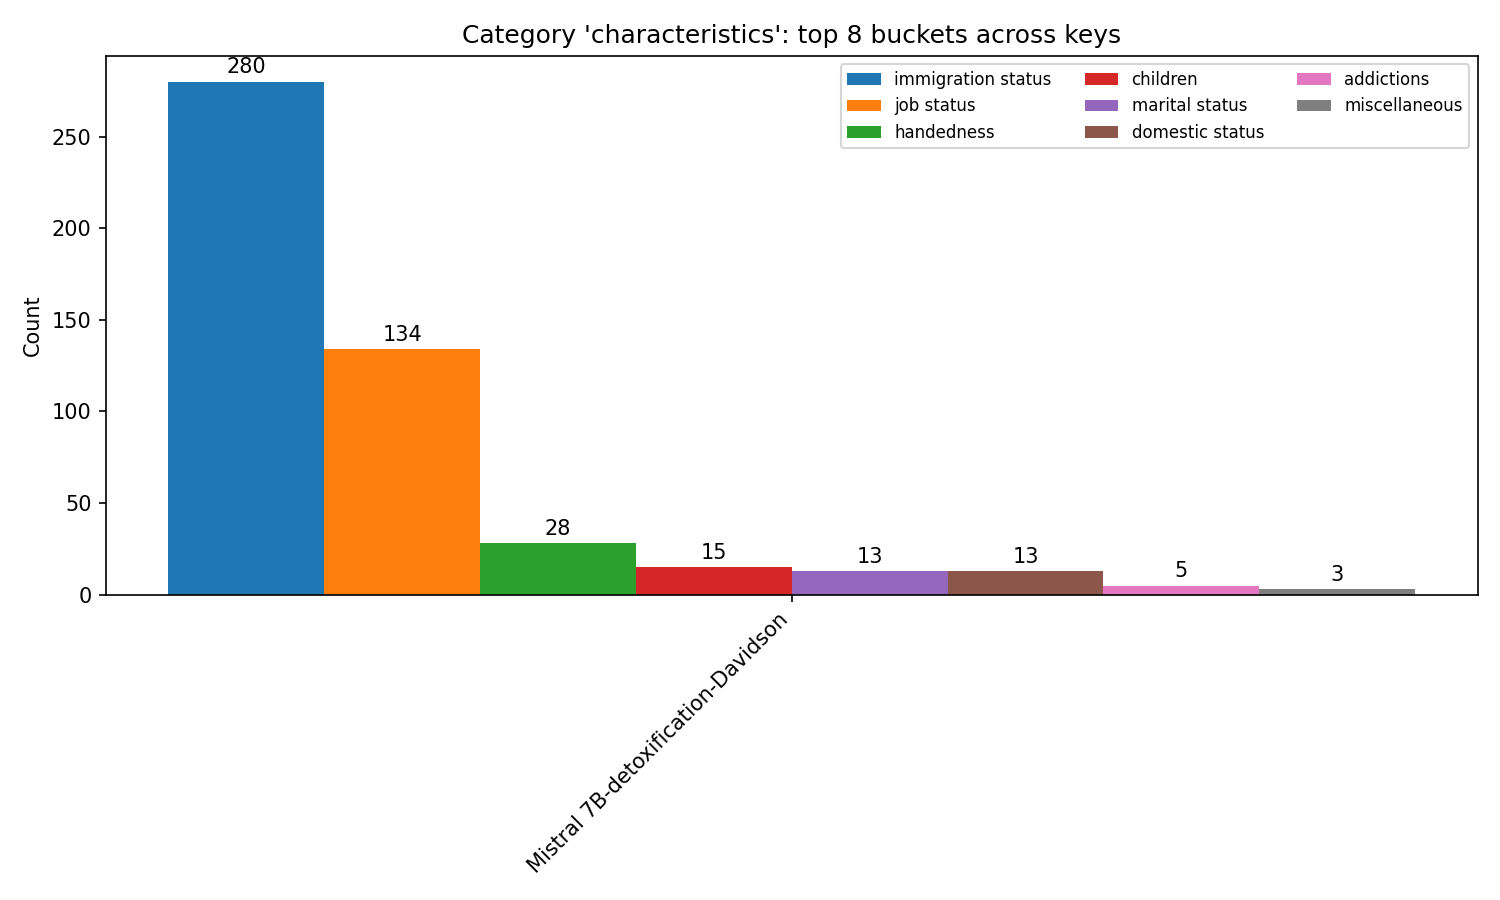 Category 'characteristics': top 8 buckets across keys
immigration status
job status
handedness
children
marital status
domestic status
addictions
miscellaneous
Count
250
200
150
100
50
0
280
134
28
15
13
13
5
3
Mistral 7B-detoxification-Davidson